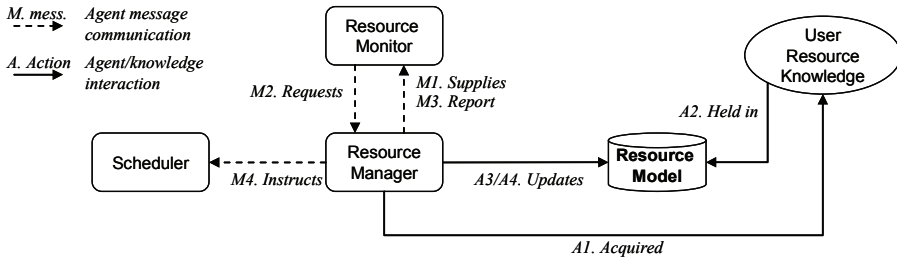 M. mess.
Agent message
communication
A. Action
Agent/knowledge
interaction
Resource
Monitor
User
Resource
Knowledge
M2. Requests
M1. Supplies
M3. Report
A2. Held in
Scheduler
M4. Instructs
Resource
Manager
A3/A4. Updates
Resource
Model
A1. Acquired